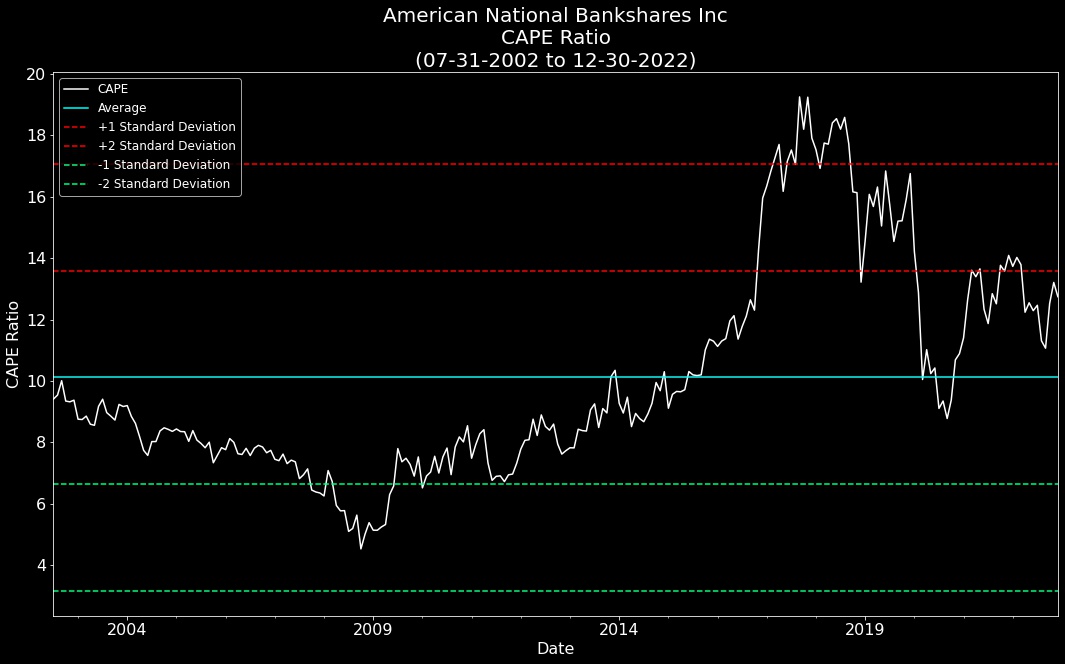 American National Bankshares Inc
CAPE Ratio
(07-31-2002 to 12-30-2022)
CAPE
Average
+1 Standard Deviation
+2 Standard Deviation
-1 Standard Deviation
-2 Standard Deviation
20
18
16
14
12
10
8
6
4
CAPE Ratio
2004
2009
2014
2019
Date